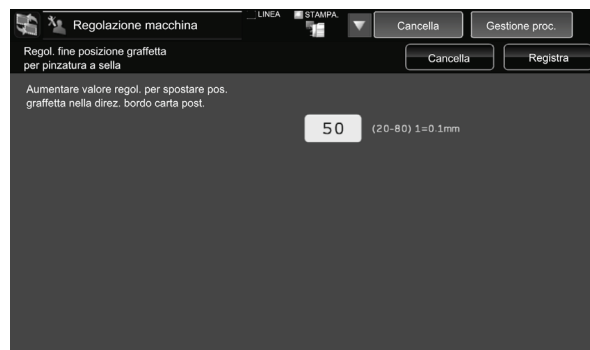 LINEA
STAMPA.
Regolazione macchina
Cancella
Gestione proc.
Regol. fine posizione graffetta
per pinzatura a sella
Cancella
Registra
Aumentare valore regol. per spostare pos.
graffetta nella direz. bordo carta post.
50
(20-80) 1=0.1mm